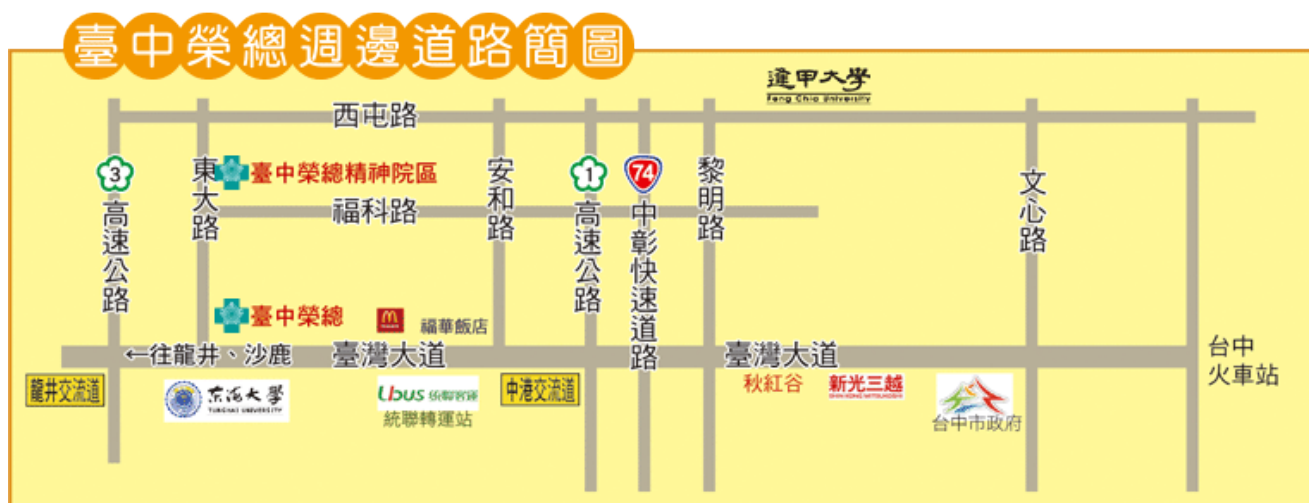 臺中榮總週邊道路簡圖
逢甲大學
Feng Chia University
西屯路
3
高速公路
東大路
臺中榮總精神院區
福科路
安和路
1
高速公路
74
中彰快速道路
黎明路
文心路
臺中榮總
福華飯店
←往龍井、沙鹿
臺灣大道
臺灣大道
台中
火車站
龍井交流道
東海大學
TUNGHAI UNIVERSITY
Ubus 統聯客運
統聯轉運站
中港交流道
秋紅谷
新光三越
SHIN KONG MITSUKOSHI
台中市政府